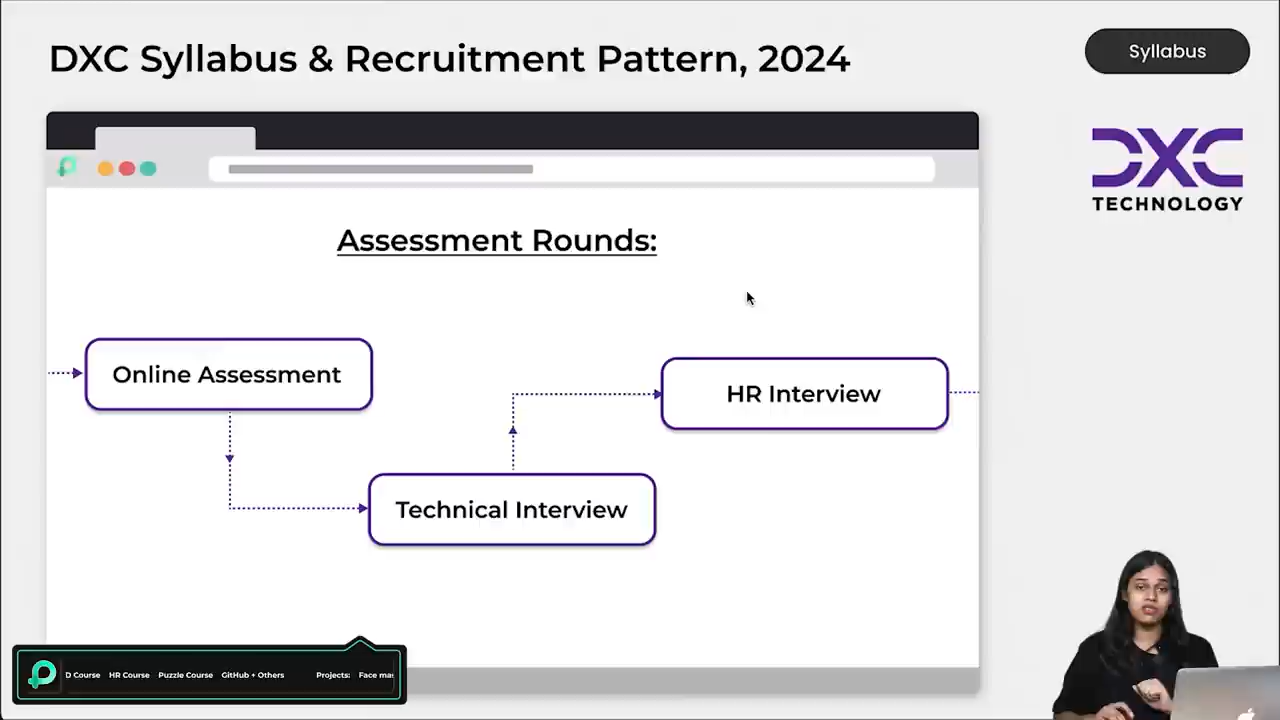 DXC Syllabus & Recruitment Pattern, 2024
Syllabus
DXC
TECHNOLOGY
Assessment Rounds:
Online Assessment
HR Interview
Technical Interview
D Course HR Course Puzzle Course GitHub + Others Projects: Face